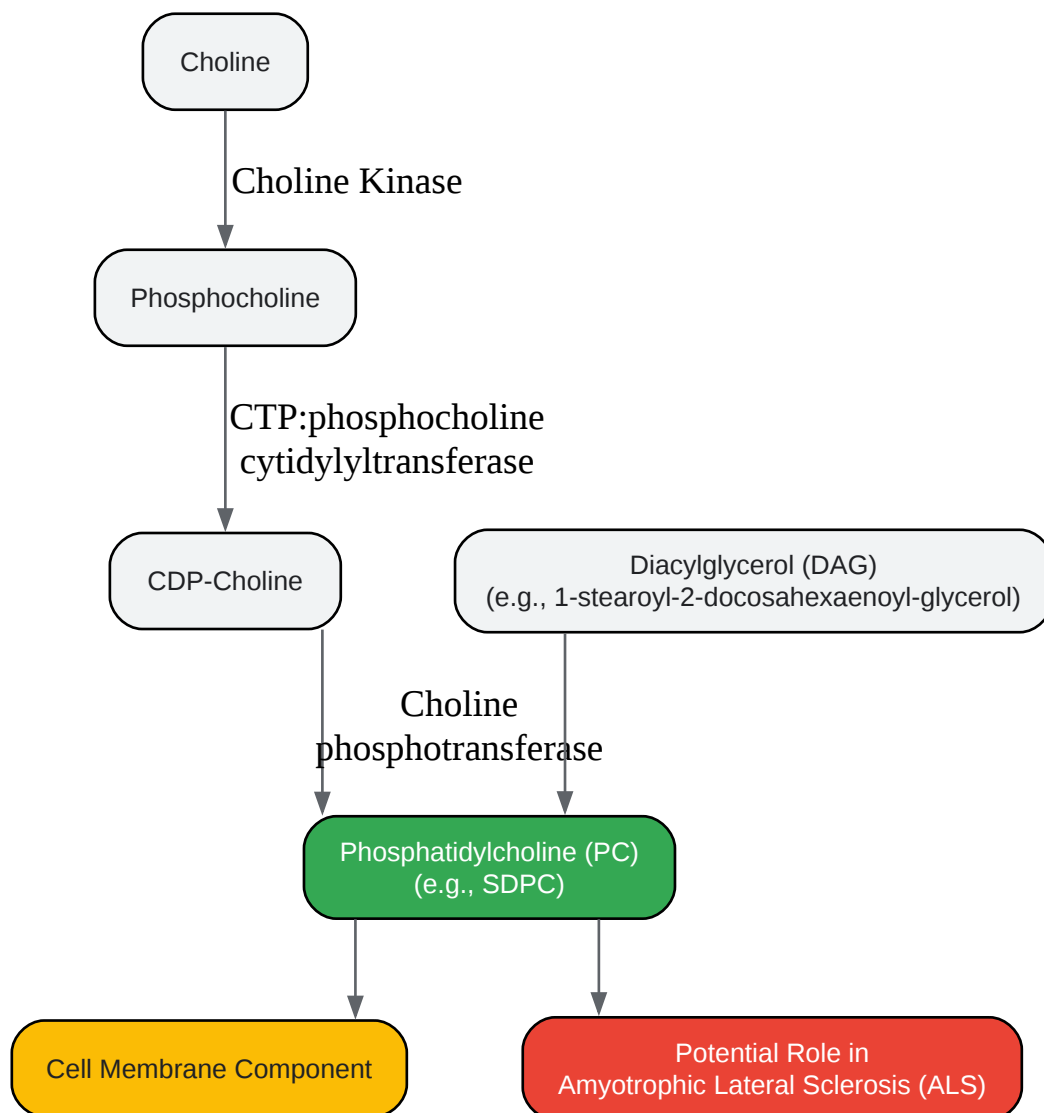 Choline
Choline Kinase
Phosphocholine
CTP:phosphocholine
cytidylyltransferase
CDP-Choline
Diacylglycerol (DAG)
(e.g., 1-stearoyl-2-docosahexaenoyl-glycerol)
Choline
phosphotransferase
Phosphatidylcholine (PC)
(e.g., SDPC)
Cell Membrane Component
Potential Role in
Amyotrophic Lateral Sclerosis (ALS)